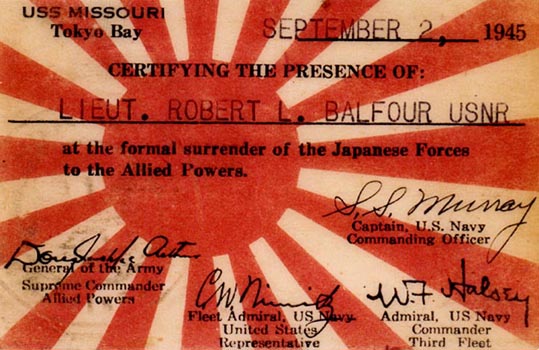 USS MISSOURI
Tokyo Bay
SEPTEMBER 2, 1945
CERTIFYING THE PRESENCE OF:
LIEUT. ROBERT L. BALFOUR USNR
at the formal surrender of the Japanese Forces
to the Allied Powers.
S. S. Murray
Captain, U.S. Navy
Commanding Officer
Douglas MacArthur
General of the Army
Supreme Commander
Allied Powers
C W Nimitz
Fleet Admiral, US Navy
United States
Representative
W F Halsey
Admiral, US Navy
Commander
Third Fleet